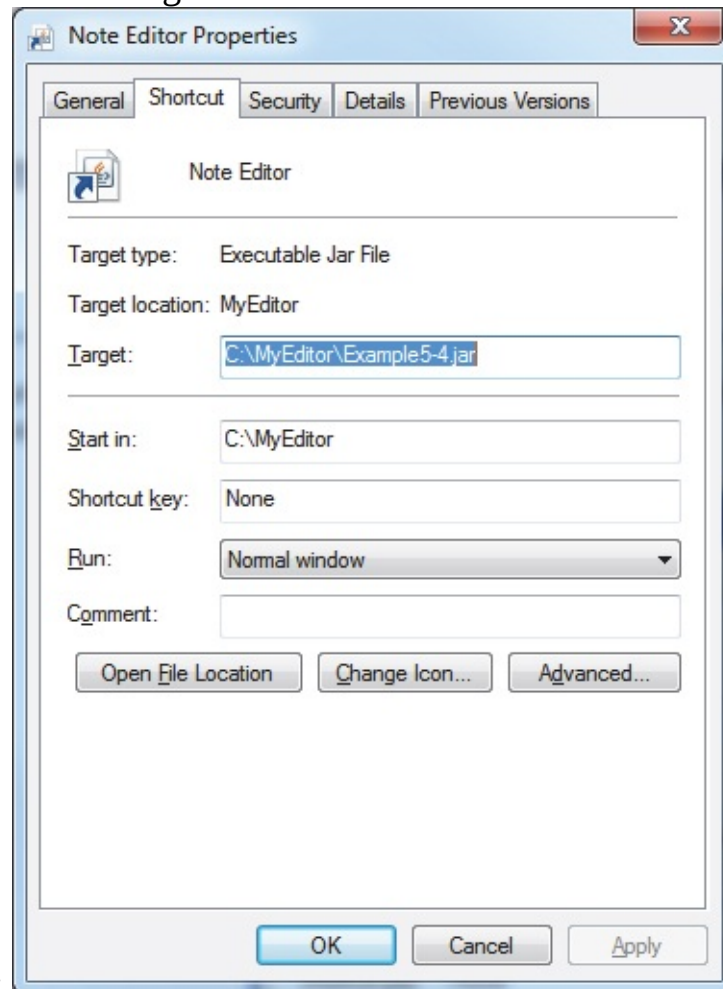 Note Editor Properties
General Shortcut Security Details Previous Versions
Note Editor
Target type: Executable Jar File
Target location: MyEditor
Target: C:\MyEditor\Example5-4.jar
Start in: C:\MyEditor
Shortcut key: None
Run: Normal window
Comment:
Open File Location Change Icon... Advanced...
OK Cancel Apply